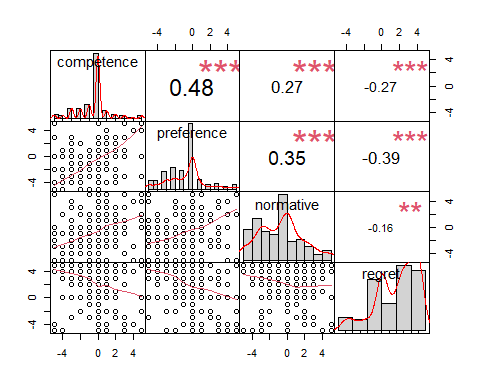 -4 0 2 4 -4 0 2 4
competence 0.48 *** 0.27 *** -0.27 *** -4 0 4
-4 0 4 preference 0.35 *** -0.39 ***
normative -0.16 ** -4 0 4
-4 0 4 regret
-4 0 2 4 -4 0 2 4